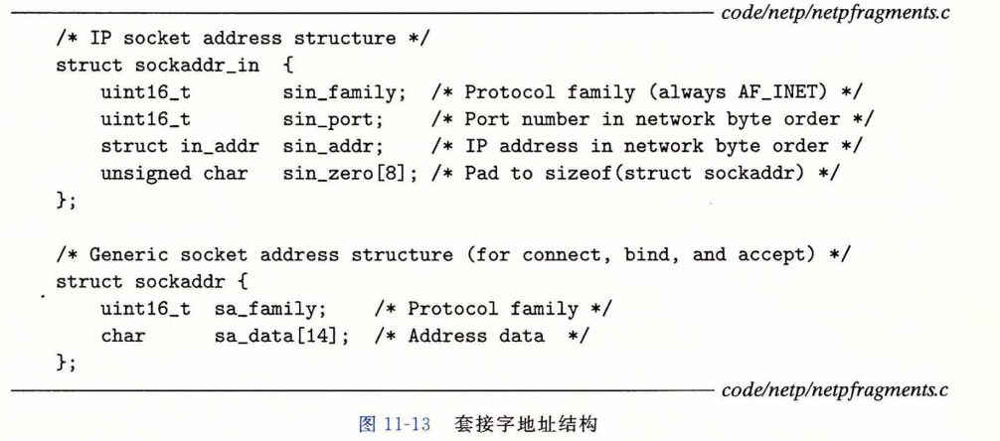 code/netp/netpfragments.c
/* IP socket address structure */
struct sockaddr_in  {
    uint16_t        sin_family;  /* Protocol family (always AF_INET) */
    uint16_t        sin_port;    /* Port number in network byte order */
    struct in_addr  sin_addr;    /* IP address in network byte order */
    unsigned char   sin_zero[8]; /* Pad to sizeof(struct sockaddr) */
};
/* Generic socket address structure (for connect, bind, and accept) */
struct sockaddr {
    uint16_t  sa_family;    /* Protocol family */
    char      sa_data[14];  /* Address data  */
};
code/netp/netpfragments.c
图 11-13 套接字地址结构